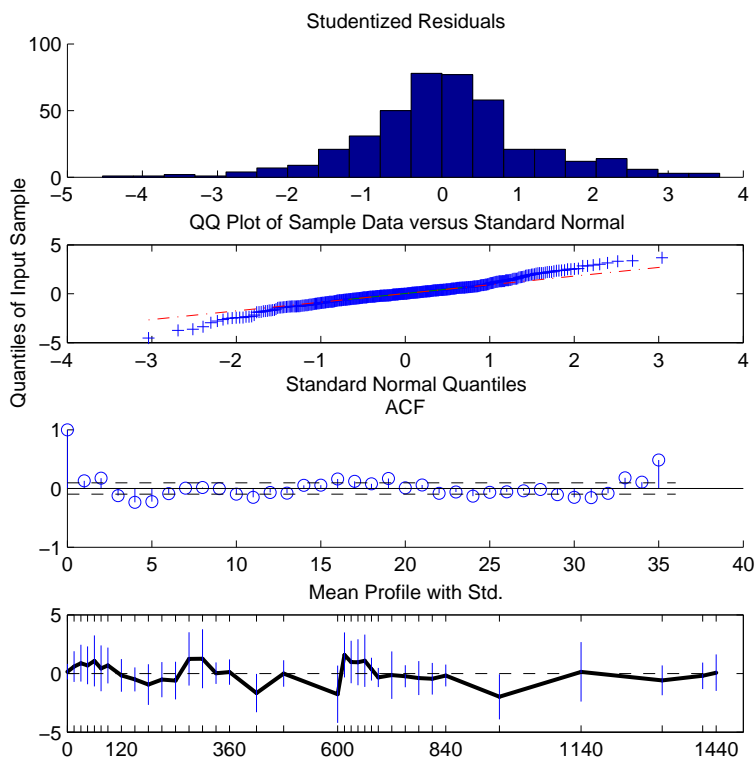 Studentized Residuals
100
50
0
−5 −4 −3 −2 −1 0 1 2 3 4
QQ Plot of Sample Data versus Standard Normal
Quantiles of Input Sample
5
0
−5
−4 −3 −2 −1 0 1 2 3 4
Standard Normal Quantiles
ACF
1
0
−1
0 5 10 15 20 25 30 35 40
Mean Profile with Std.
5
0
−5
0 120 360 600 840 1140 1440